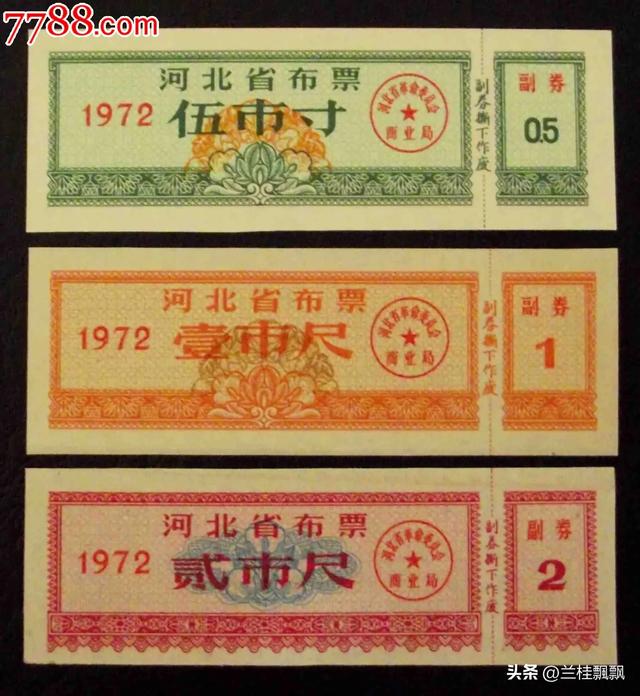 7788.com
河北省布票
1972
伍市寸
河北省革命委员会
商业局
副券撕下作废
副券
0.5
河北省布票
1972
壹市尺
河北省革命委员会
商业局
副券撕下作废
副券
1
河北省布票
1972
贰市尺
河北省革命委员会
商业局
副券撕下作废
副券
2
头条 @兰桂飘飘